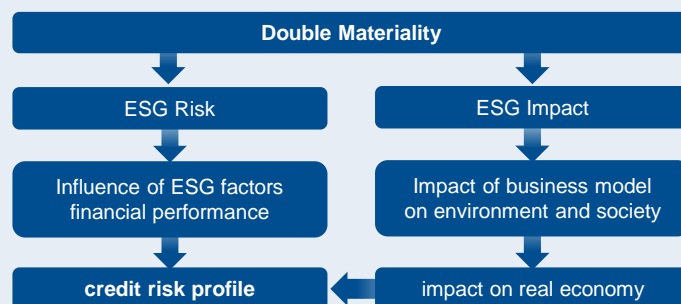 Double Materiality
ESG Risk
ESG Impact
Influence of ESG factors
financial performance
Impact of business model
on environment and society
credit risk profile
impact on real economy